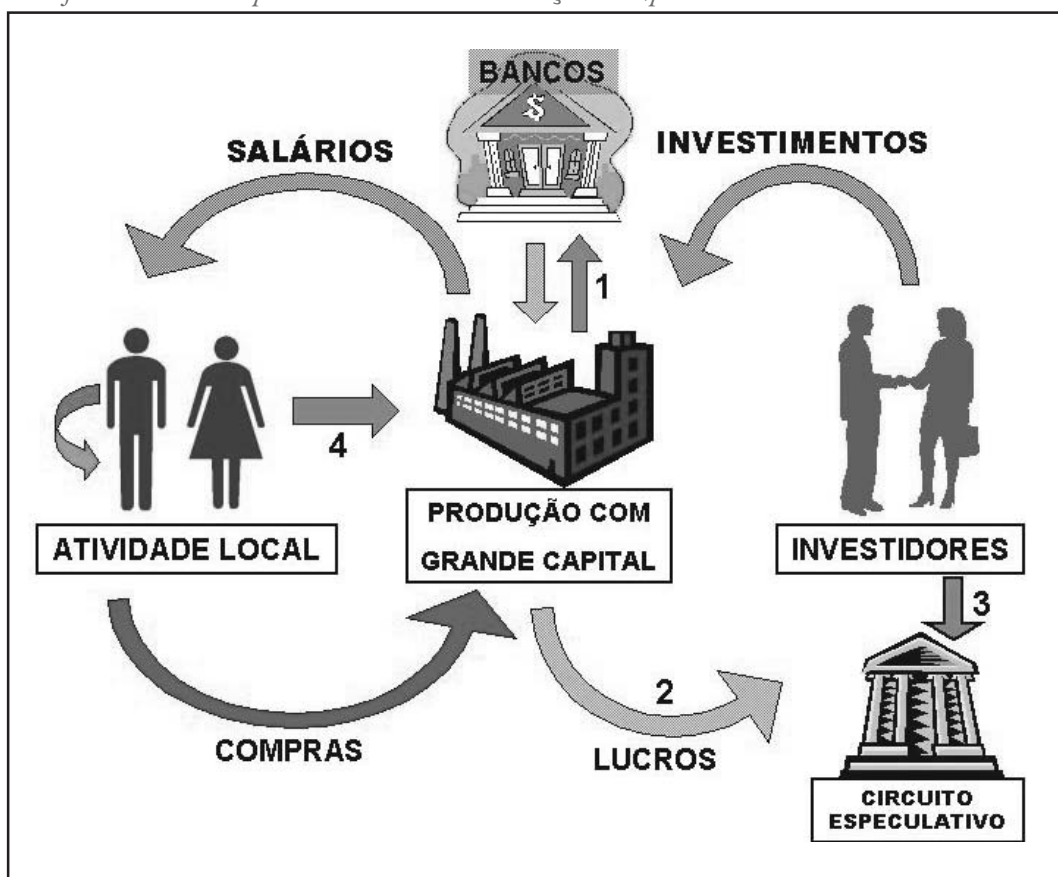 BANCOS
$
SALÁRIOS
INVESTIMENTOS
1
4
ATIVIDADE LOCAL
PRODUÇÃO COM
GRANDE CAPITAL
INVESTIDORES
3
2
COMPRAS
LUCROS
CIRCUITO
ESPECULATIVO